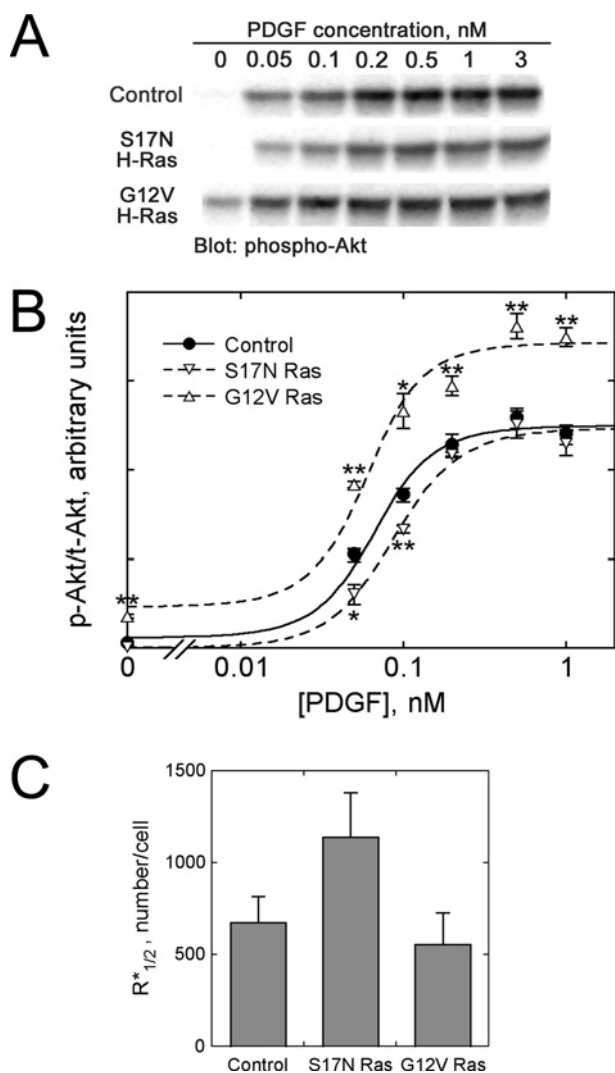 A
PDGF concentration, nM
0 0.05 0.1 0.2 0.5 1 3
Control
S17N
H-Ras
G12V
H-Ras
Blot: phospho-Akt
B
p-Akt/t-Akt, arbitrary units
Control
S17N Ras
G12V Ras
**
**
*
*
**
**
**
**
0 0.01 0.1 1
[PDGF], nM
C
R*1/2, number/cell
1500
1000
500
0
Control S17N Ras G12V Ras